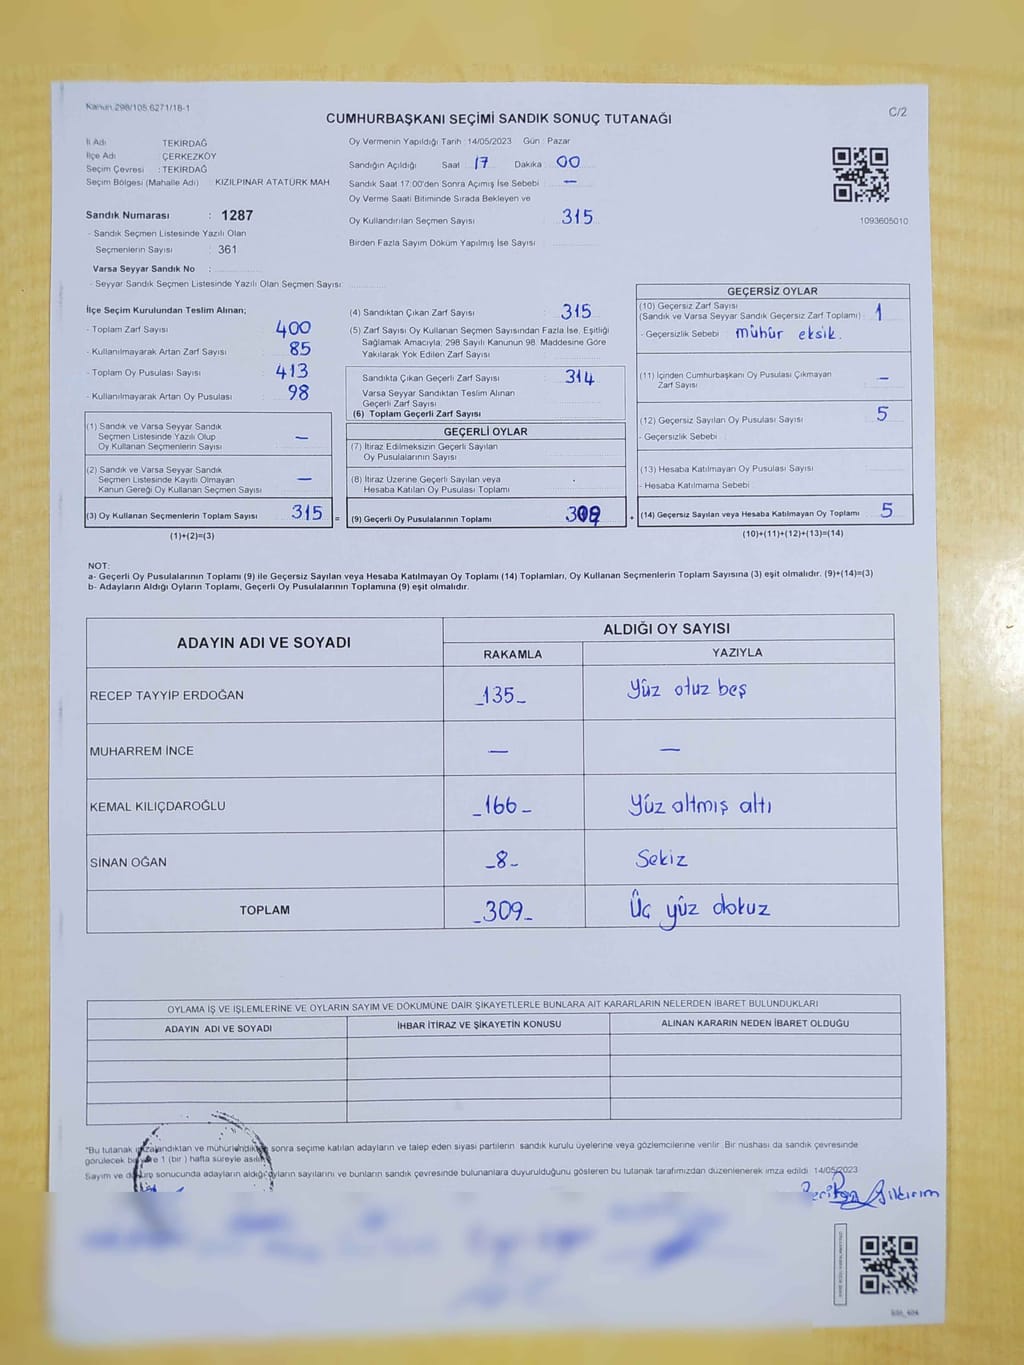 Kanun 298/105 6271/18-1
C/2
CUMHURBAŞKANI SEÇİMİ SANDIK SONUÇ TUTANAĞI
İl Adı TEKİRDAĞ
İlçe Adı ÇERKEZKÖY
Seçim Çevresi : TEKİRDAĞ
Seçim Bölgesi (Mahalle Adı) : KIZILPINAR ATATÜRK MAH.
Sandık Numarası : 1287
- Sandık Seçmen Listesinde Yazılı Olan
Seçmenlerin Sayısı : 361
Varsa Seyyar Sandık No :
- Seyyar Sandık Seçmen Listesinde Yazılı Olan Seçmen Sayısı:
Oy Vermenin Yapıldığı Tarih : 14/05/2023 Gün : Pazar
Sandığın Açıldığı Saat 17 Dakika 00
Sandık Saat 17:00'den Sonra Açımış İse Sebebi —
Oy Verme Saati Bitiminde Sırada Bekleyen ve
Oy Kullandırılan Seçmen Sayısı 315
Birden Fazla Sayım Döküm Yapılmış İse Sayısı
1093605010
İlçe Seçim Kurulundan Teslim Alınan;
- Toplam Zarf Sayısı 400
- Kullanılmayarak Artan Zarf Sayısı 85
- Toplam Oy Pusulası Sayısı 413
- Kullanılmayarak Artan Oy Pusulası 98
(1) Sandık ve Varsa Seyyar Sandık
Seçmen Listesinde Yazılı Olup
Oy Kullanan Seçmenlerin Sayısı —
(2) Sandık ve Varsa Seyyar Sandık
Seçmen Listesinde Kayıtlı Olmayan
Kanun Gereği Oy Kullanan Seçmen Sayısı —
(3) Oy Kullanan Seçmenlerin Toplam Sayısı 315 =
(1)+(2)=(3)
(4) Sandıktan Çıkan Zarf Sayısı 315
(5) Zarf Sayısı Oy Kullanan Seçmen Sayısından Fazla İse, Eşitliği
Sağlamak Amacıyla; 298 Sayılı Kanunun 98. Maddesine Göre
Yakılarak Yok Edilen Zarf Sayısı
Sandıkta Çıkan Geçerli Zarf Sayısı 314
Varsa Seyyar Sandıktan Teslim Alınan
Geçerli Zarf Sayısı
(6) Toplam Geçerli Zarf Sayısı
GEÇERLİ OYLAR
(7) İtiraz Edilmeksizin Geçerli Sayılan
Oy Pusulalarının Sayısı
(8) İtiraz Üzerine Geçerli Sayılan veya
Hesaba Katılan Oy Pusulası Toplamı
(9) Geçerli Oy Pusulalarının Toplamı +
GEÇERSİZ OYLAR
(10) Geçersiz Zarf Sayısı
(Sandık ve Varsa Seyyar Sandık Geçersiz Zarf Toplamı) 1
- Geçersizlik Sebebi : mühür eksik.
(11) İçinden Cumhurbaşkanı Oy Pusulası Çıkmayan
Zarf Sayısı —
(12) Geçersiz Sayılan Oy Pusulası Sayısı 5
- Geçersizlik Sebebi
(13) Hesaba Katılmayan Oy Pusulası Sayısı
- Hesaba Katılmama Sebebi
(14) Geçersiz Sayılan veya Hesaba Katılmayan Oy Toplamı 5
(10)+(11)+(12)+(13)=(14)
NOT:
a- Geçerli Oy Pusulalarının Toplamı (9) ile Geçersiz Sayılan veya Hesaba Katılmayan Oy Toplamı (14) Toplamları, Oy Kullanan Seçmenlerin Toplam Sayısına (3) eşit olmalıdır. (9)+(14)=(3)
b- Adayların Aldığı Oyların Toplamı, Geçerli Oy Pusulalarının Toplamına (9) eşit olmalıdır.
ADAYIN ADI VE SOYADI
ALDIĞI OY SAYISI
RAKAMLA YAZIYLA
RECEP TAYYİP ERDOĞAN -135- Yüz otuz beş
MUHARREM İNCE — —
KEMAL KILIÇDAROĞLU -166- Yüz altmış altı
SİNAN OĞAN -8- Sekiz
TOPLAM -309- Üç yüz dokuz
OYLAMA İŞ VE İŞLEMLERİNE VE OYLARIN SAYIM VE DÖKÜMÜNE DAİR ŞİKAYETLERLE BUNLARA AİT KARARLARIN NELERDEN İBARET BULUNDUKLARI
ADAYIN ADI VE SOYADI İHBAR İTİRAZ VE ŞİKAYETİN KONUSU ALINAN KARARIN NEDEN İBARET OLDUĞU
"Bu tutanak imzalandıktan ve mühürlendikten sonra seçime katılan adayların ve talep eden siyasi partilerin sandık kurulu üyelerine veya gözlemcilerine verilir. Bir nüshası da sandık çevresinde
görülecek bir yere 1 (bir) hafta süreyle asılır.
Sayım ve döküm sonucunda adayların aldığı oyların sayılarını ve bunların sandık çevresinde bulunanlara duyurulduğunu gösteren bu tutanak tarafımızdan düzenlenerek imza edildi. 14/05/2023
Yıldırım